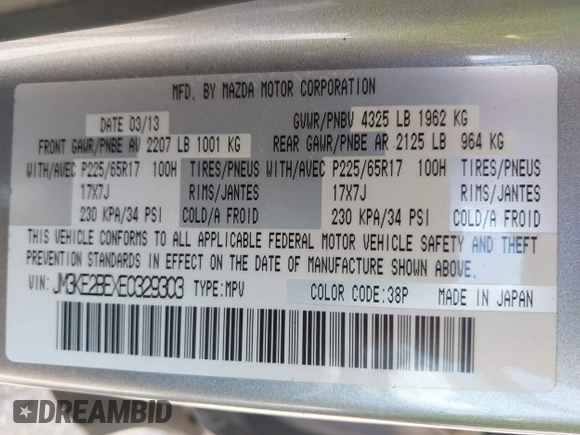 MFD. BY MAZDA MOTOR CORPORATION
DATE 03/13 GVWR/PNBV 4325 LB 1962 KG
FRONT GAWR/PNBE AV 2207 LB 1001 KG REAR GAWR/PNBE AR 2125 LB 964 KG
WITH/AVEC P225/65R17 100H TIRES/PNEUS WITH/AVEC P225/65R17 100H TIRES/PNEUS
17X7J RIMS/JANTES 17X7J RIMS/JANTES
230 KPA/34 PSI COLD/A FROID 230 KPA/34 PSI COLD/A FROID
THIS VEHICLE CONFORMS TO ALL APPLICABLE FEDERAL MOTOR VEHICLE SAFETY AND THEFT
PREVENTION STANDARDS IN EFFECT ON THE DATE OF MANUFACTURE SHOWN ABOVE.
VIN: JM3KE2BEXE0329303 TYPE:MPV COLOR CODE:38P MADE IN JAPAN
DREAMBID